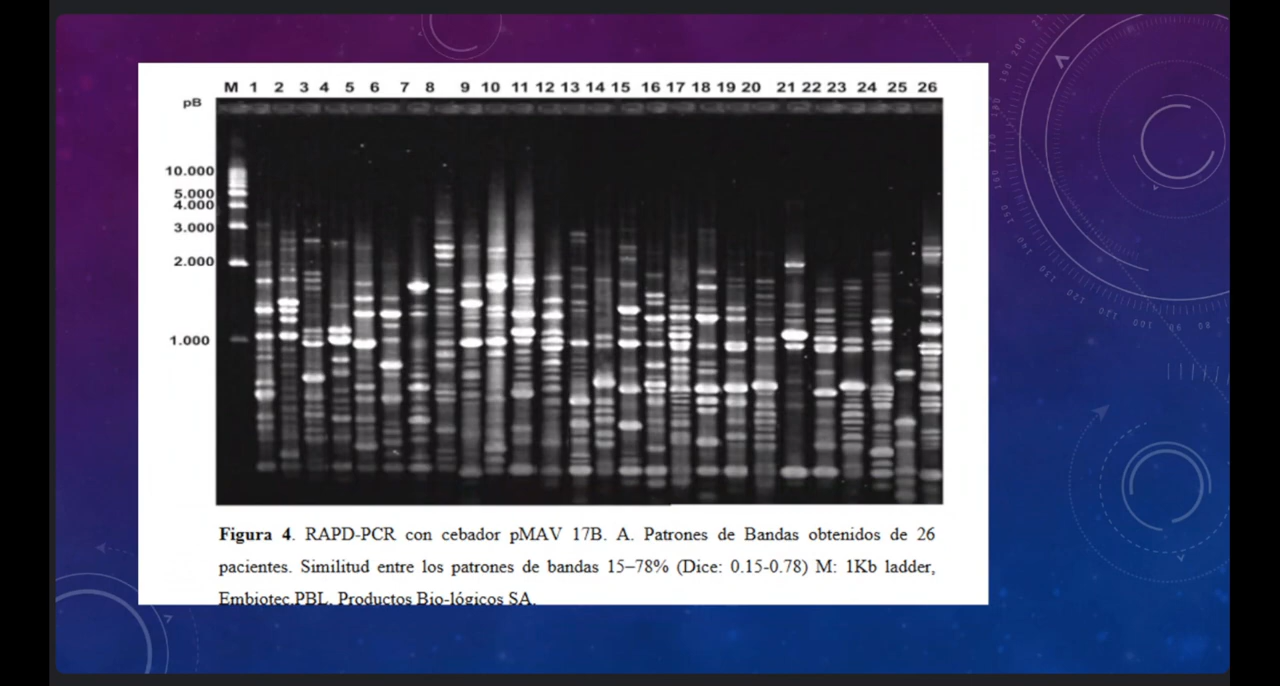 M 1 2 3 4 5 6 7 8 9 10 11 12 13 14 15 16 17 18 19 20 21 22 23 24 25 26
pB
10.000
5.000
4.000
3.000
2.000
1.000
Figura 4. RAPD-PCR con cebador pMAV 17B. A. Patrones de Bandas obtenidos de 26
pacientes. Similitud entre los patrones de bandas 15–78% (Dice: 0.15-0.78) M: 1Kb ladder,
Embiotec.PBL. Productos Bio-lógicos SA.